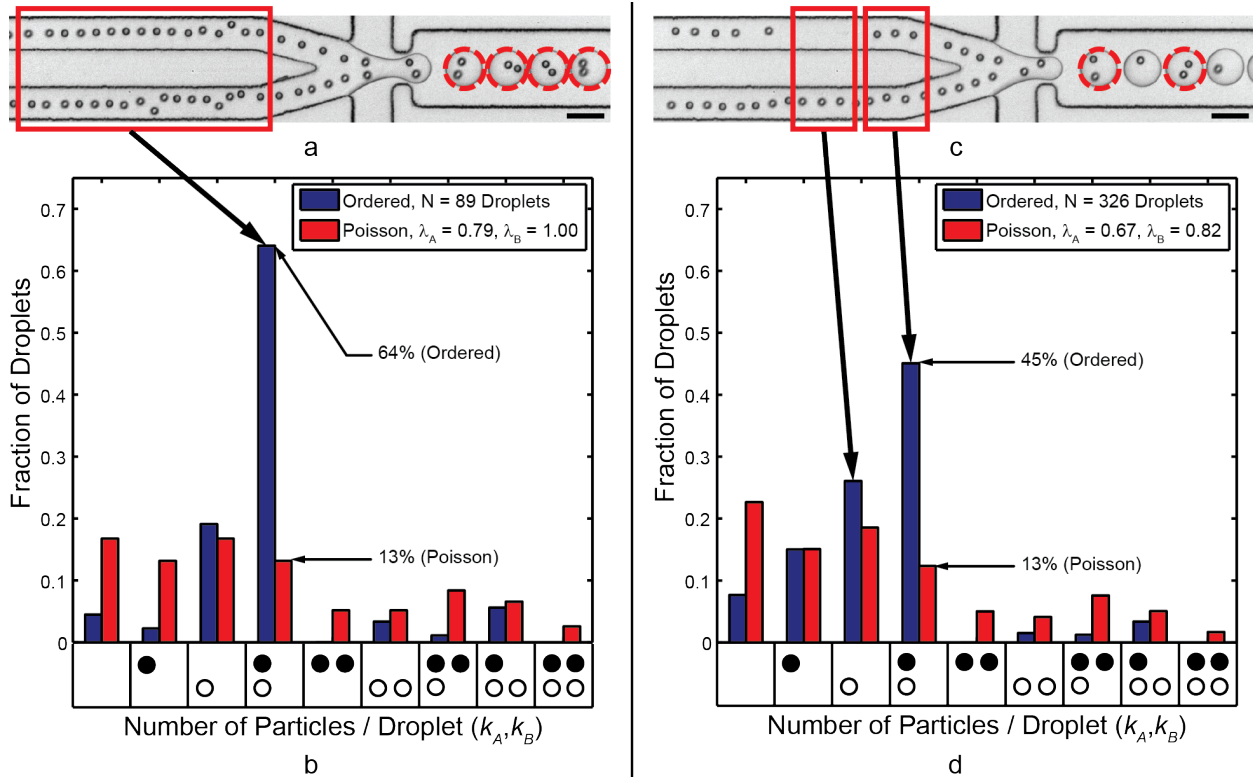 a
0.7
0.6
0.5
0.4
0.3
0.2
0.1
0
Fraction of Droplets
Ordered, N = 89 Droplets
Poisson, λA = 0.79, λB = 1.00
64% (Ordered)
13% (Poisson)
Number of Particles / Droplet (kA,kB)
b
c
0.7
0.6
0.5
0.4
0.3
0.2
0.1
0
Fraction of Droplets
Ordered, N = 326 Droplets
Poisson, λA = 0.67, λB = 0.82
45% (Ordered)
13% (Poisson)
Number of Particles / Droplet (kA,kB)
d